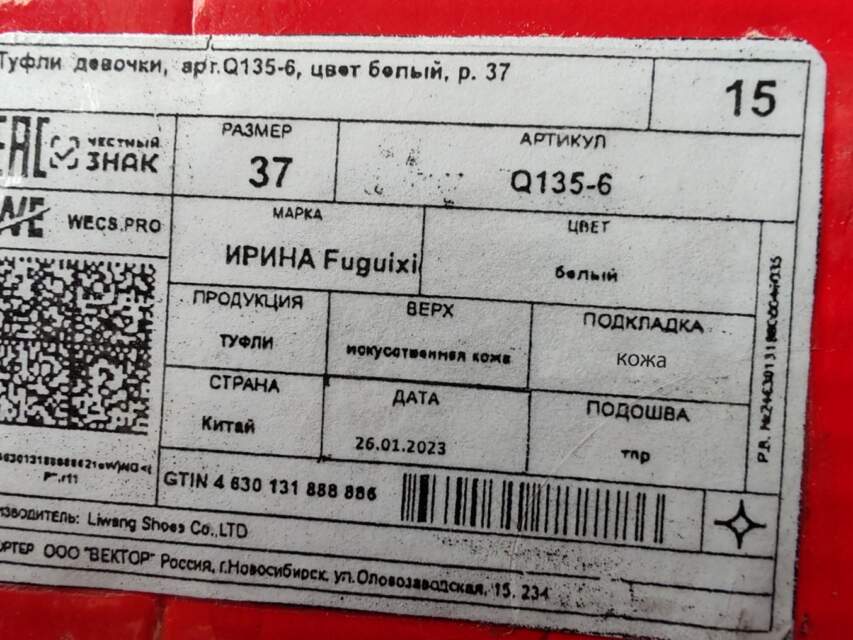 Туфли девочки, арт.Q135-6, цвет белый, р. 37
15
EAC
ЧЕСТНЫЙ
ЗНАК
РАЗМЕР
37
АРТИКУЛ
Q135-6
WE
WECS.PRO
МАРКА
ИРИНА Fuguixi
ЦВЕТ
белый
ПРОДУКЦИЯ
ТУФЛИ
ВЕРХ
искусственная кожа
ПОДКЛАДКА
кожа
СТРАНА
Китай
ДАТА
26.01.2023
ПОДОШВА
тпр
GTIN 4 630 131 888 886
Liwang Shoes Co.,LTD
ООО "ВЕКТОР" Россия, г.Новосибирск, ул.Оловозаводская, 15. 234
Р.В.